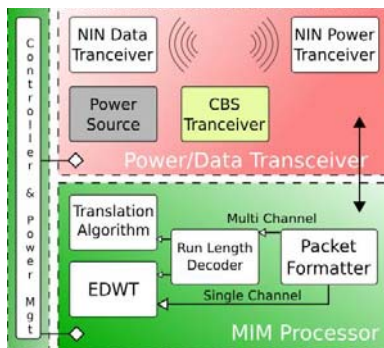 Controller & Power Mgt
NIN Data
Tranceiver
NIN Power
Tranceiver
Power
Source
CBS
Tranceiver
Power/Data Transceiver
Translation
Algorithm
Multi Channel
Run Length
Decoder
Packet
Formatter
EDWT
Single Channel
MIM Processor